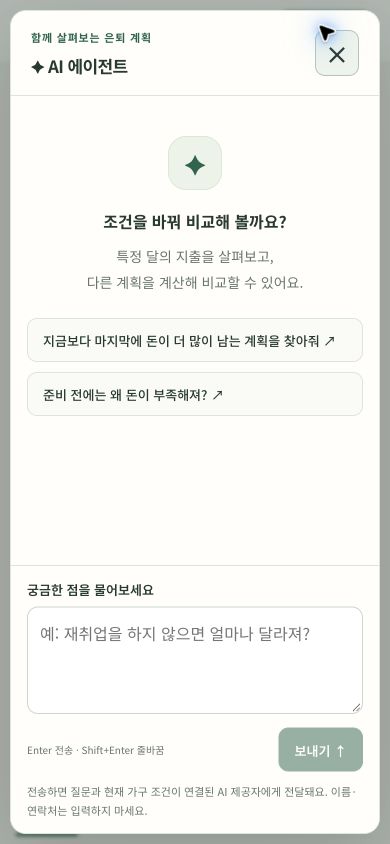 함께 살펴보는 은퇴 계획
✦ AI 에이전트
조건을 바꿔 비교해 볼까요?
특정 달의 지출을 살펴보고,
다른 계획을 계산해 비교할 수 있어요.
지금보다 마지막에 돈이 더 많이 남는 계획을 찾아줘 ↗
준비 전에는 왜 돈이 부족해져? ↗
궁금한 점을 물어보세요
예: 재취업을 하지 않으면 얼마나 달라져?
Enter 전송 · Shift+Enter 줄바꿈
보내기 ↑
전송하면 질문과 현재 가구 조건이 연결된 AI 제공자에게 전달돼요. 이름·
연락처는 입력하지 마세요.